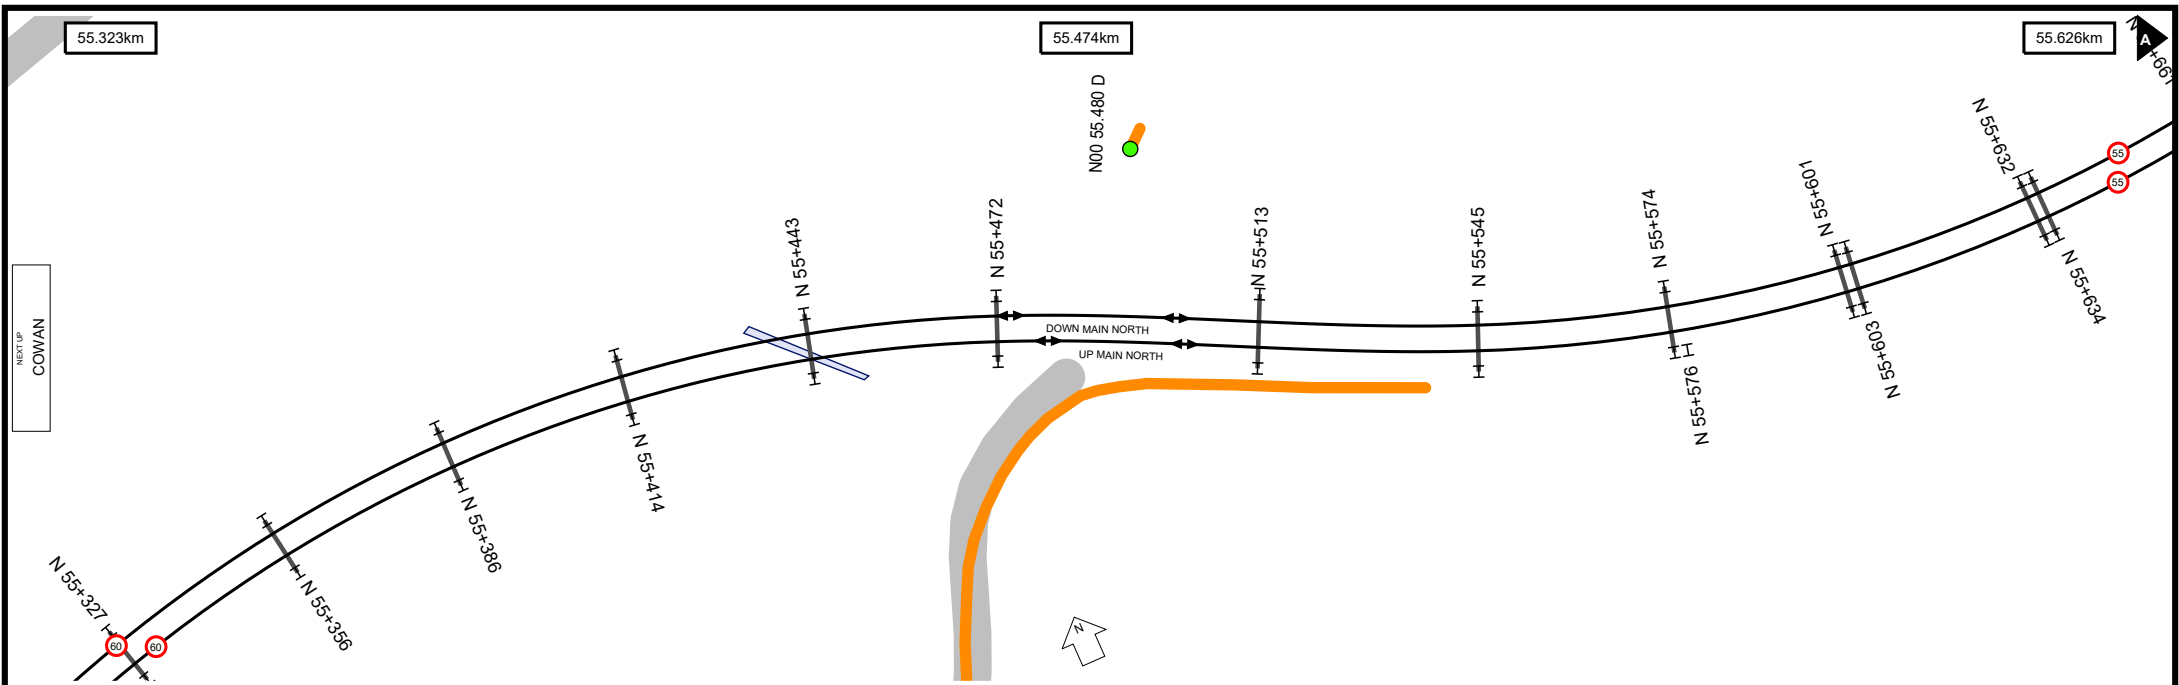 55.323km
55.474km
55.626km
A
N00 55.480 D
N 55+632
55
55
N 55+601
N 55+574
N 55+545
N 55+513
N 55+472
N 55+443
DOWN MAIN NORTH
UP MAIN NORTH
N 55+634
N 55+603
N 55+576
NEXT UP
COWAN
N 55+414
N 55+386
N 55+356
N 55+327
60
60
N